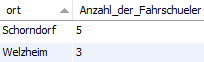 ort Anzahl_der_Fahrschueler
Schorndorf 5
Welzheim 3